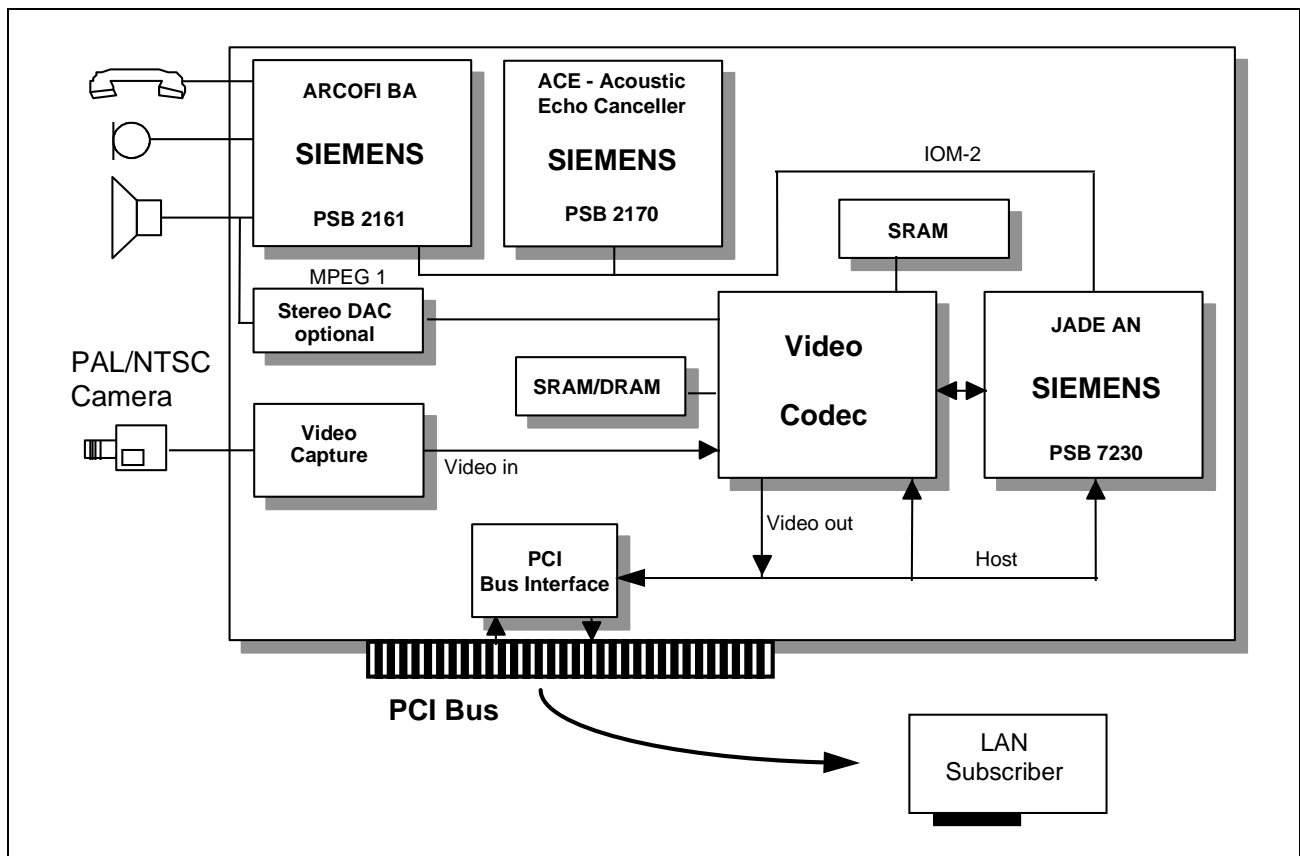 ARCOFI BA
SIEMENS
PSB 2161
ACE - Acoustic
Echo Canceller
SIEMENS
PSB 2170
IOM-2
SRAM
MPEG 1
Stereo DAC
optional
Video
Codec
JADE AN
SIEMENS
PSB 7230
SRAM/DRAM
PAL/NTSC
Camera
Video
Capture
Video in
Video out
PCI
Bus Interface
Host
PCI Bus
LAN
Subscriber